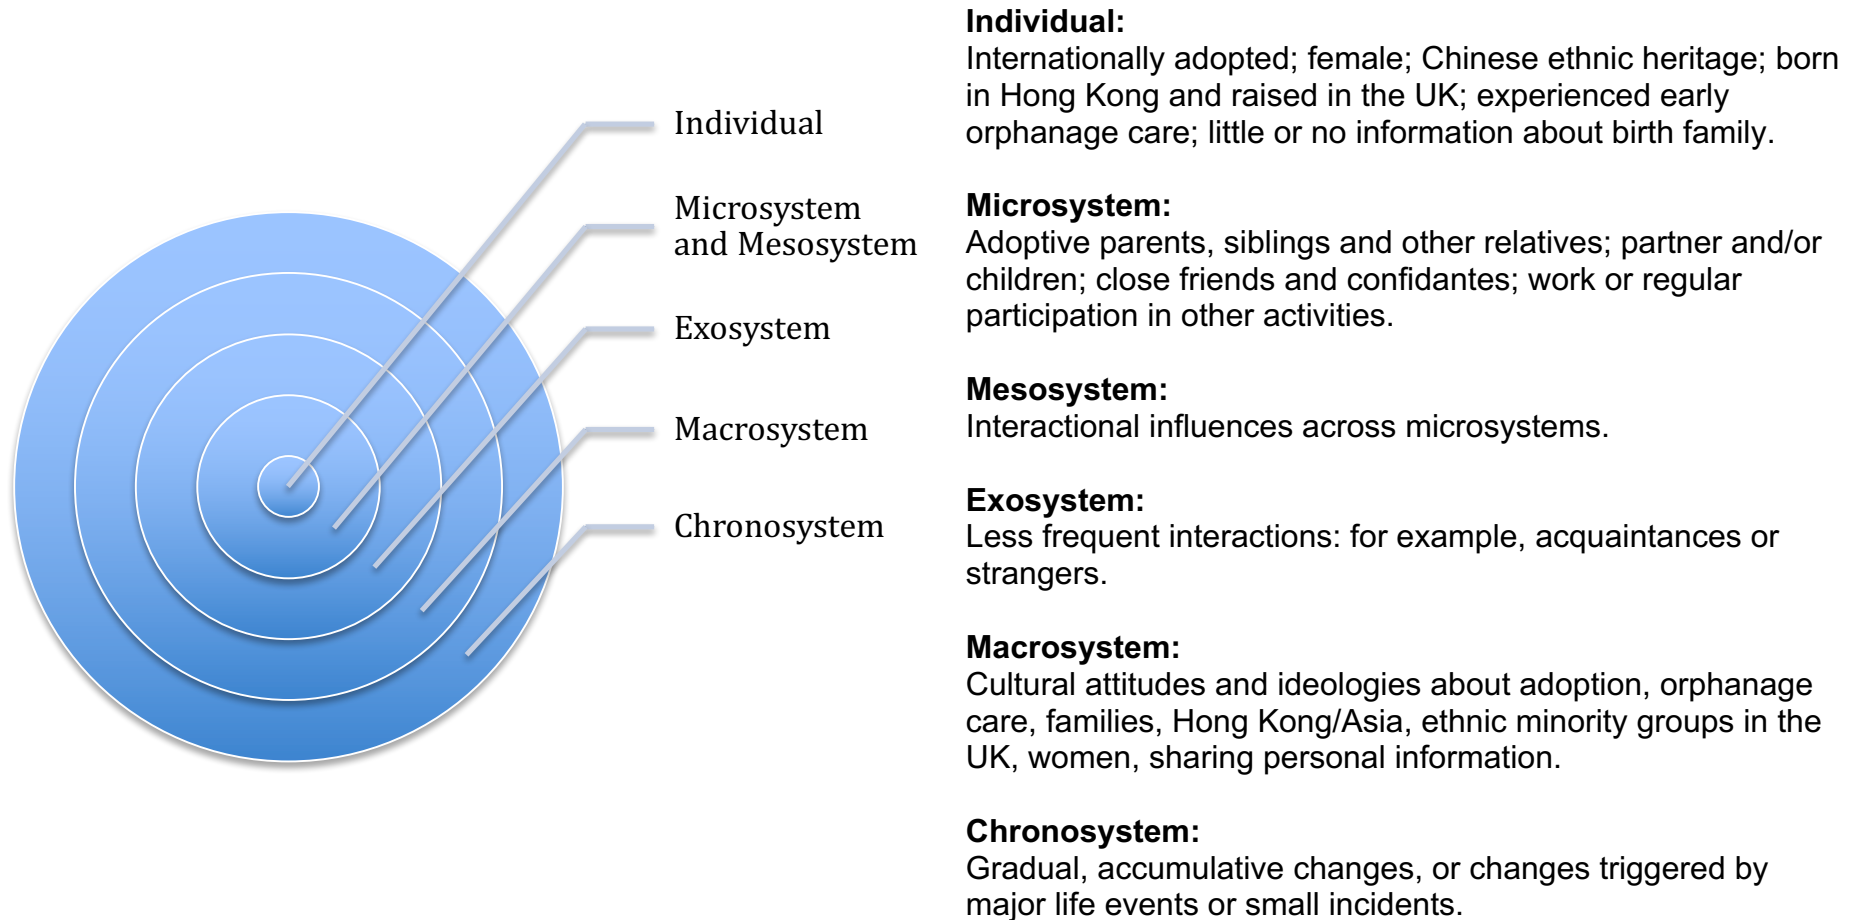 Individual
Microsystem
and Mesosystem
Exosystem
Macrosystem
Chronosystem
Individual:
Internationally adopted; female; Chinese ethnic heritage; born
in Hong Kong and raised in the UK; experienced early
orphanage care; little or no information about birth family.
Microsystem:
Adoptive parents, siblings and other relatives; partner and/or
children; close friends and confidantes; work or regular
participation in other activities.
Mesosystem:
Interactional influences across microsystems.
Exosystem:
Less frequent interactions: for example, acquaintances or
strangers.
Macrosystem:
Cultural attitudes and ideologies about adoption, orphanage
care, families, Hong Kong/Asia, ethnic minority groups in the
UK, women, sharing personal information.
Chronosystem:
Gradual, accumulative changes, or changes triggered by
major life events or small incidents.